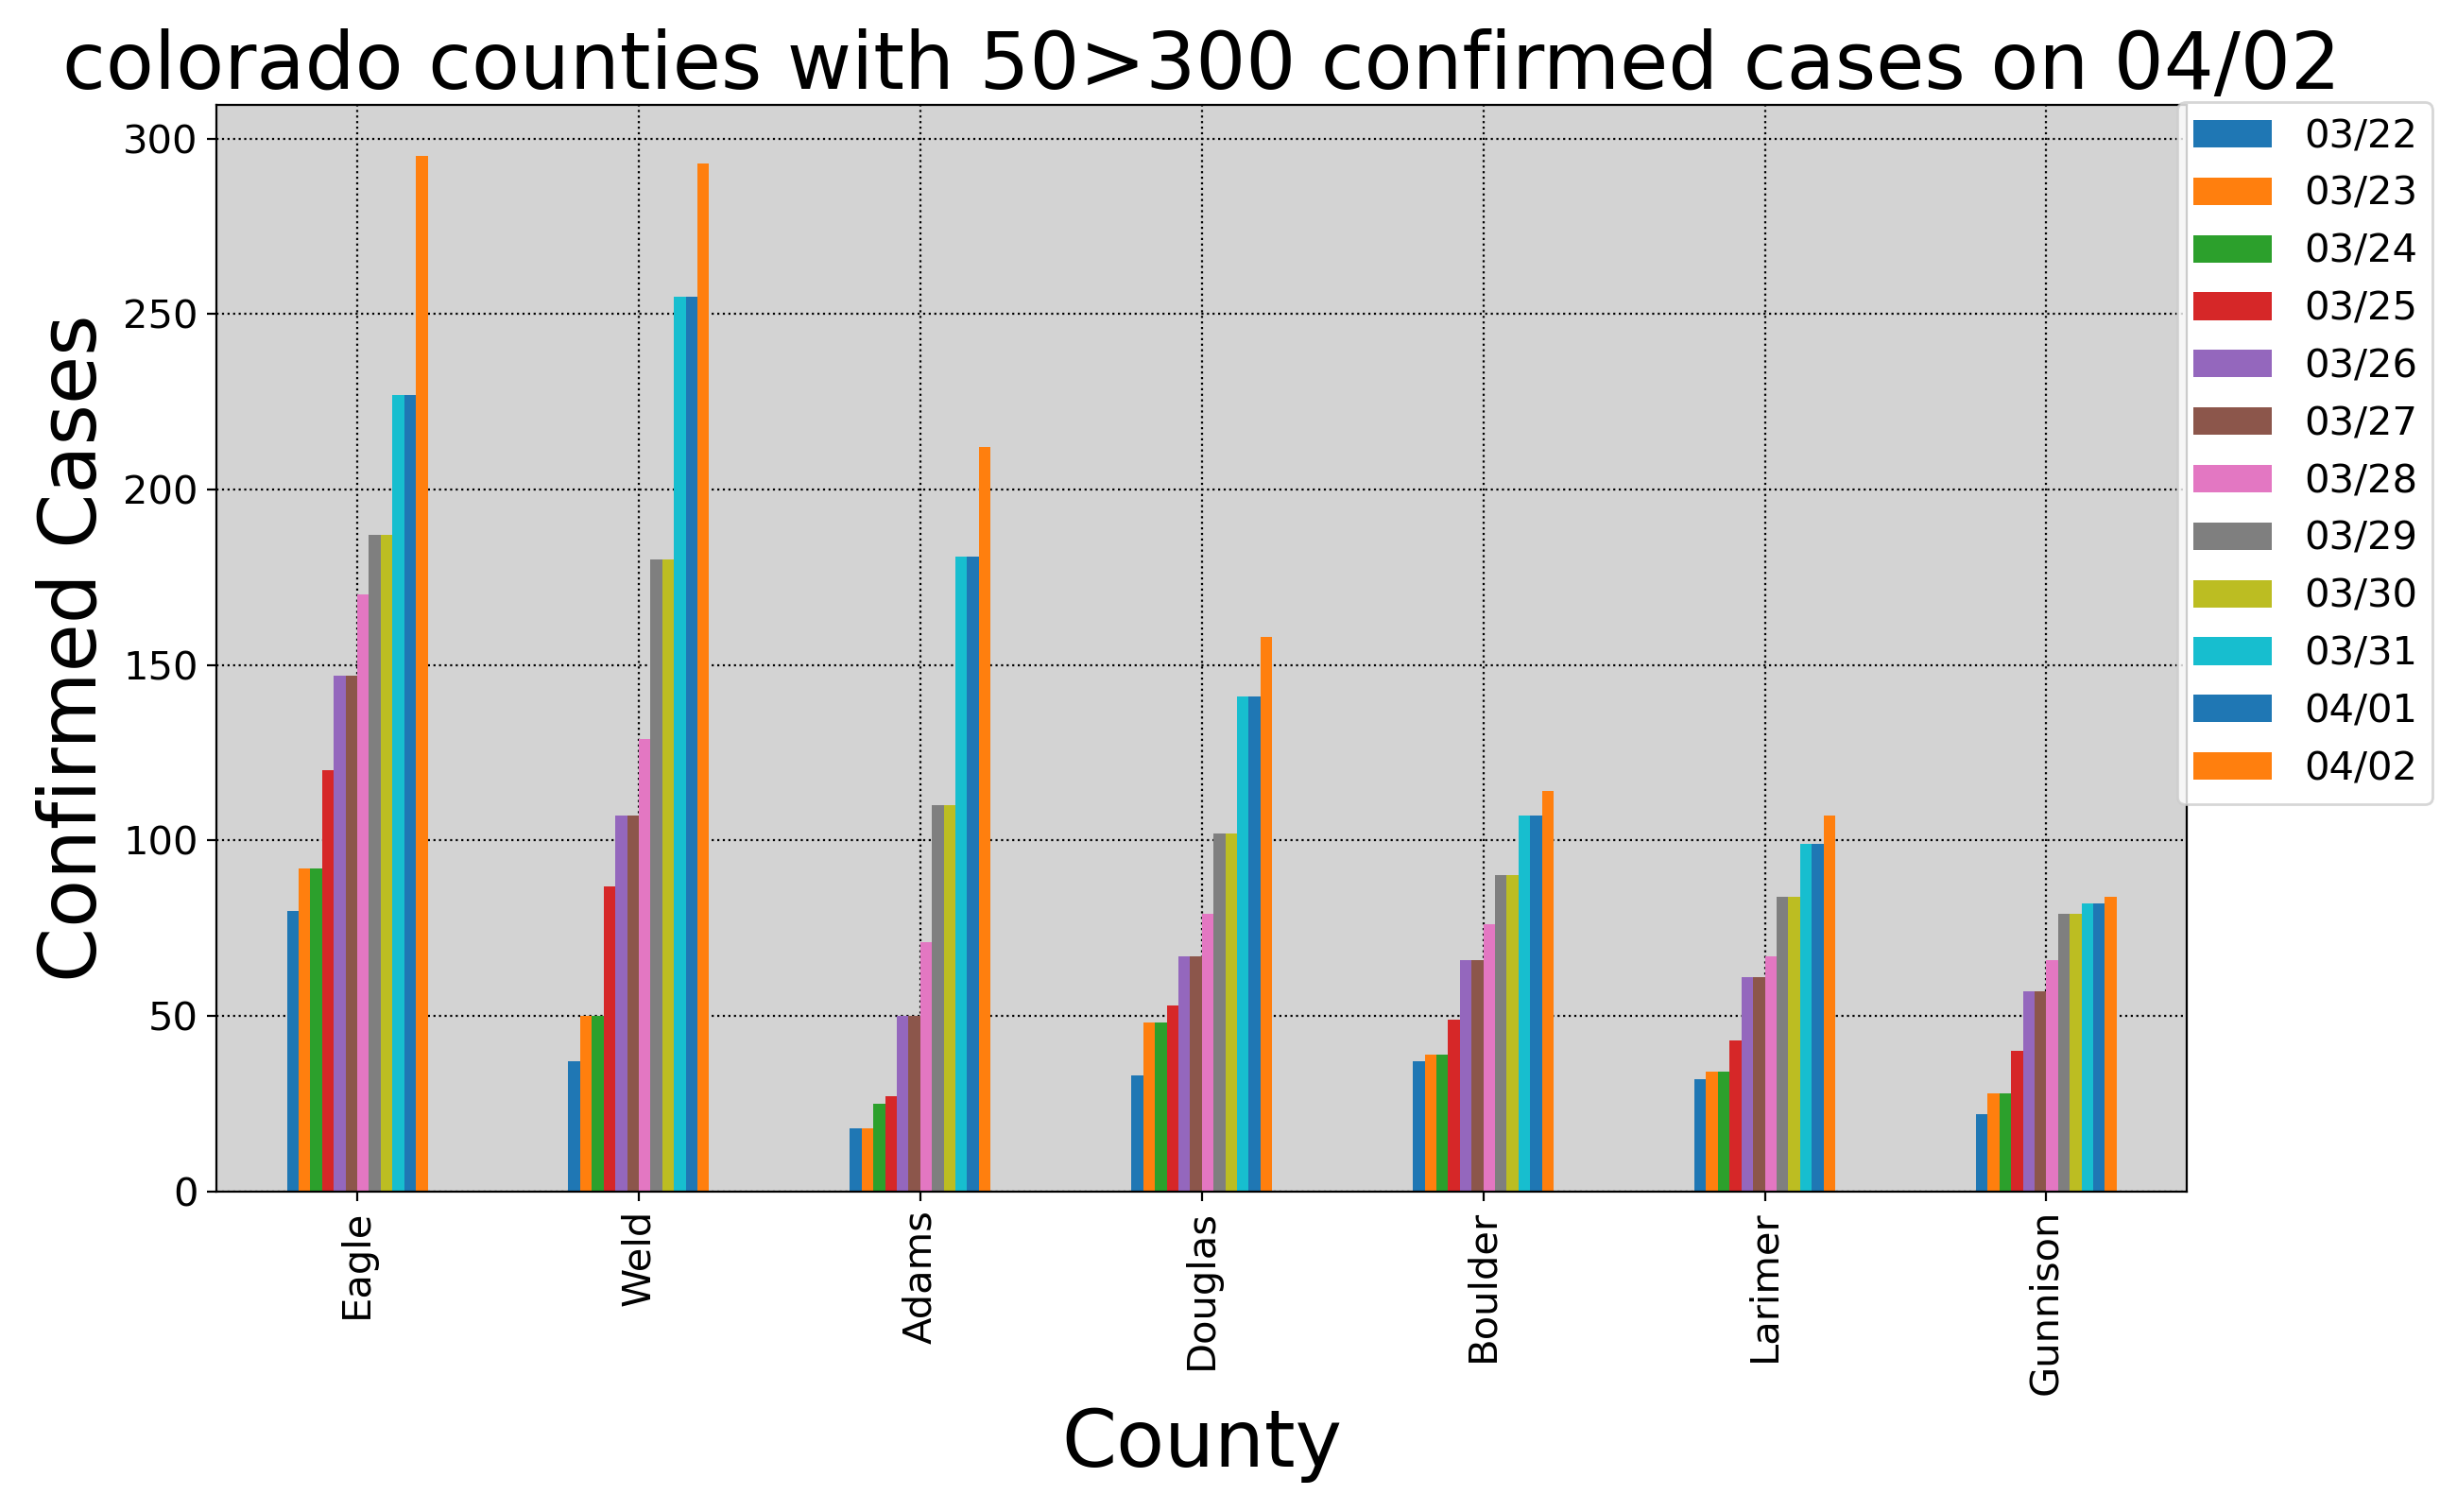 colorado counties with 50>300 confirmed cases on 04/02
Confirmed Cases
300
250
200
150
100
50
0
Eagle
Weld
Adams
Douglas
Boulder
Larimer
Gunnison
County
03/22
03/23
03/24
03/25
03/26
03/27
03/28
03/29
03/30
03/31
04/01
04/02